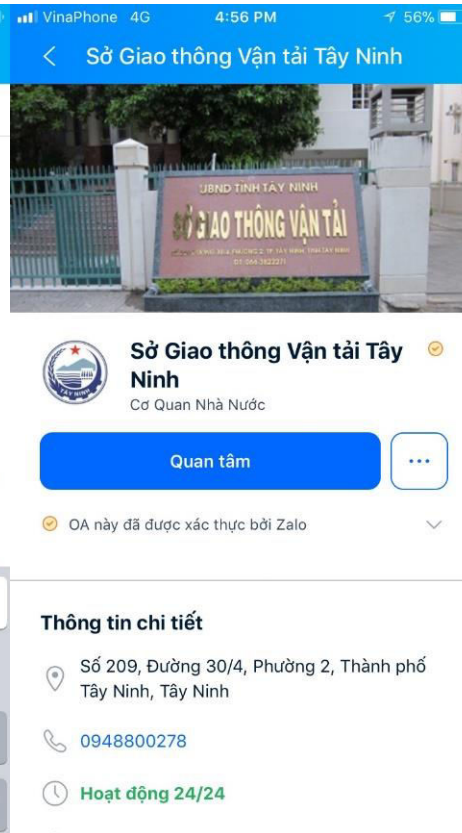 VinaPhone 4G 4:56 PM 56%
Sở Giao thông Vận tải Tây Ninh
UBND TỈNH TÂY NINH
SỞ GIAO THÔNG VẬN TẢI
Sở Giao thông Vận tải Tây
Ninh
Cơ Quan Nhà Nước
Quan tâm
OA này đã được xác thực bởi Zalo
Thông tin chi tiết
Số 209, Đường 30/4, Phường 2, Thành phố
Tây Ninh, Tây Ninh
0948800278
Hoạt động 24/24